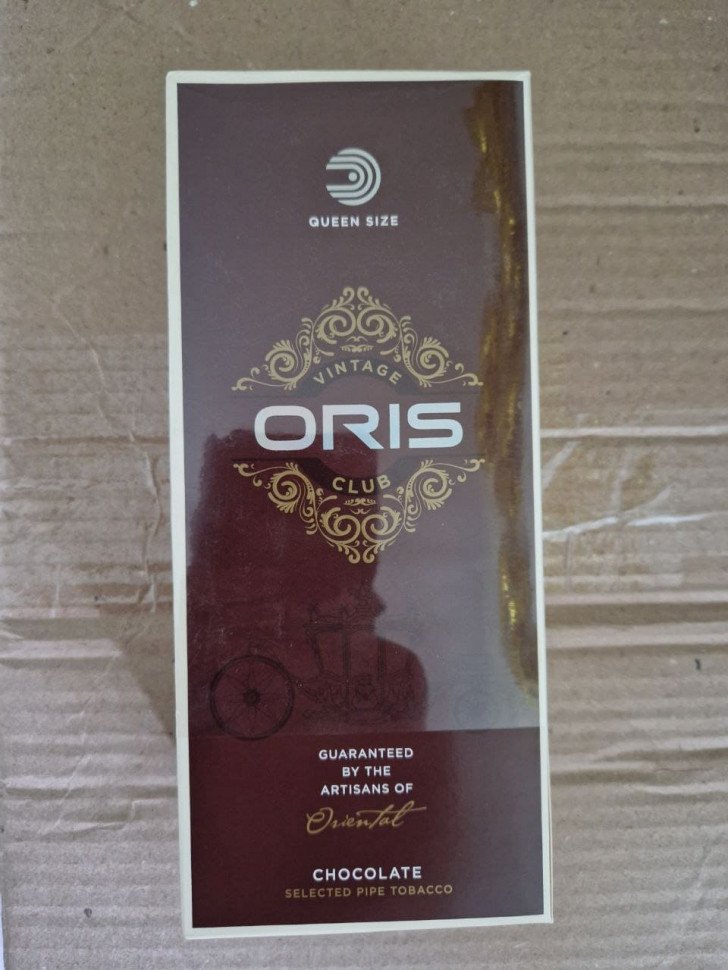 QUEEN SIZE
VINTAGE
ORIS
CLUB
GUARANTEED
BY THE
ARTISANS OF
Oriental
CHOCOLATE
SELECTED PIPE TOBACCO